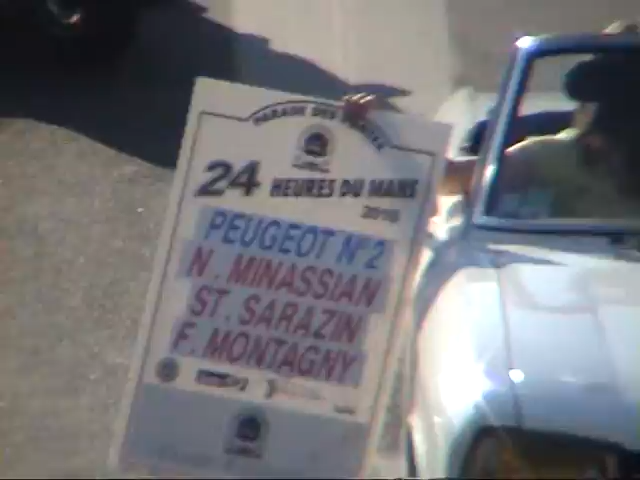 PARADE DES PILOTES
24 HEURES DU MANS
2010
PEUGEOT N°2
N. MINASSIAN
ST. SARAZIN
F. MONTAGNY